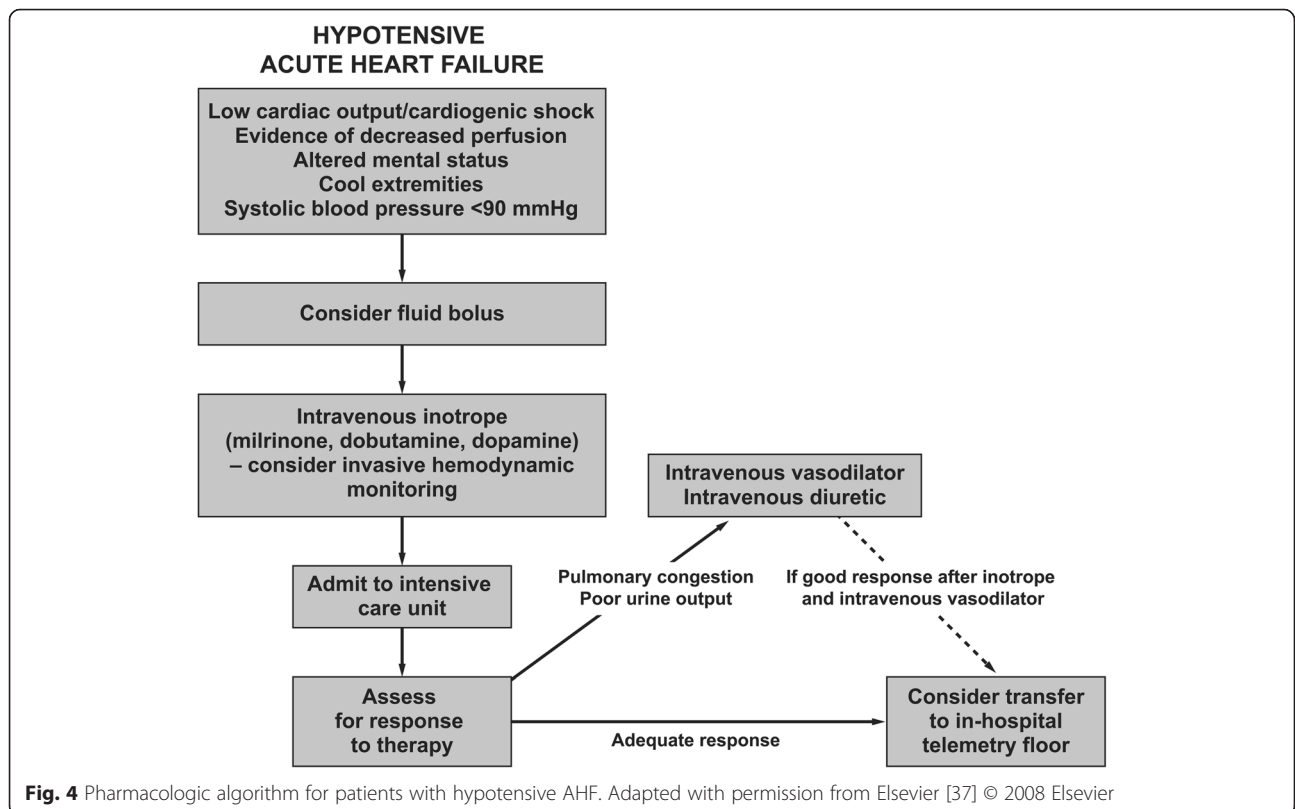 HYPOTENSIVE
ACUTE HEART FAILURE
Low cardiac output/cardiogenic shock
Evidence of decreased perfusion
Altered mental status
Cool extremities
Systolic blood pressure <90 mmHg
Consider fluid bolus
Intravenous inotrope
(milrinone, dobutamine, dopamine)
– consider invasive hemodynamic
monitoring
Intravenous vasodilator
Intravenous diuretic
Admit to intensive
care unit
Pulmonary congestion
Poor urine output
If good response after inotrope
and intravenous vasodilator
Assess
for response
to therapy
Adequate response
Consider transfer
to in-hospital
telemetry floor
Fig. 4 Pharmacologic algorithm for patients with hypotensive AHF. Adapted with permission from Elsevier [37] © 2008 Elsevier